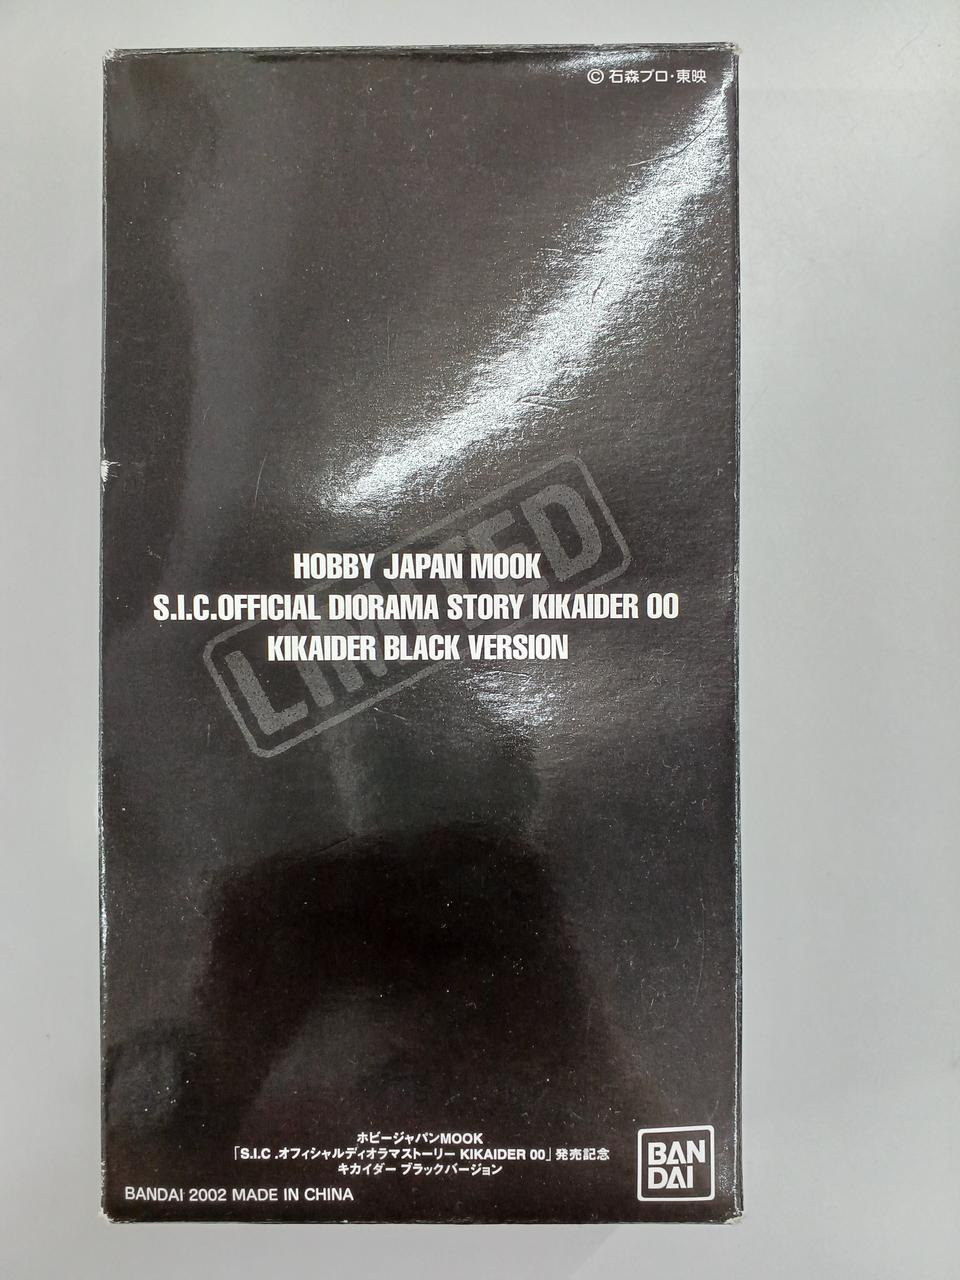 © 石森プロ・東映
LIMITED
HOBBY JAPAN MOOK
S.I.C.OFFICIAL DIORAMA STORY KIKAIDER 00
KIKAIDER BLACK VERSION
ホビージャパンMOOK
「S.I.C .オフィシャルディオラマストーリー KIKAIDER 00」発売記念
キカイダー ブラックバージョン
BANDAI 2002 MADE IN CHINA
BAN
DAI